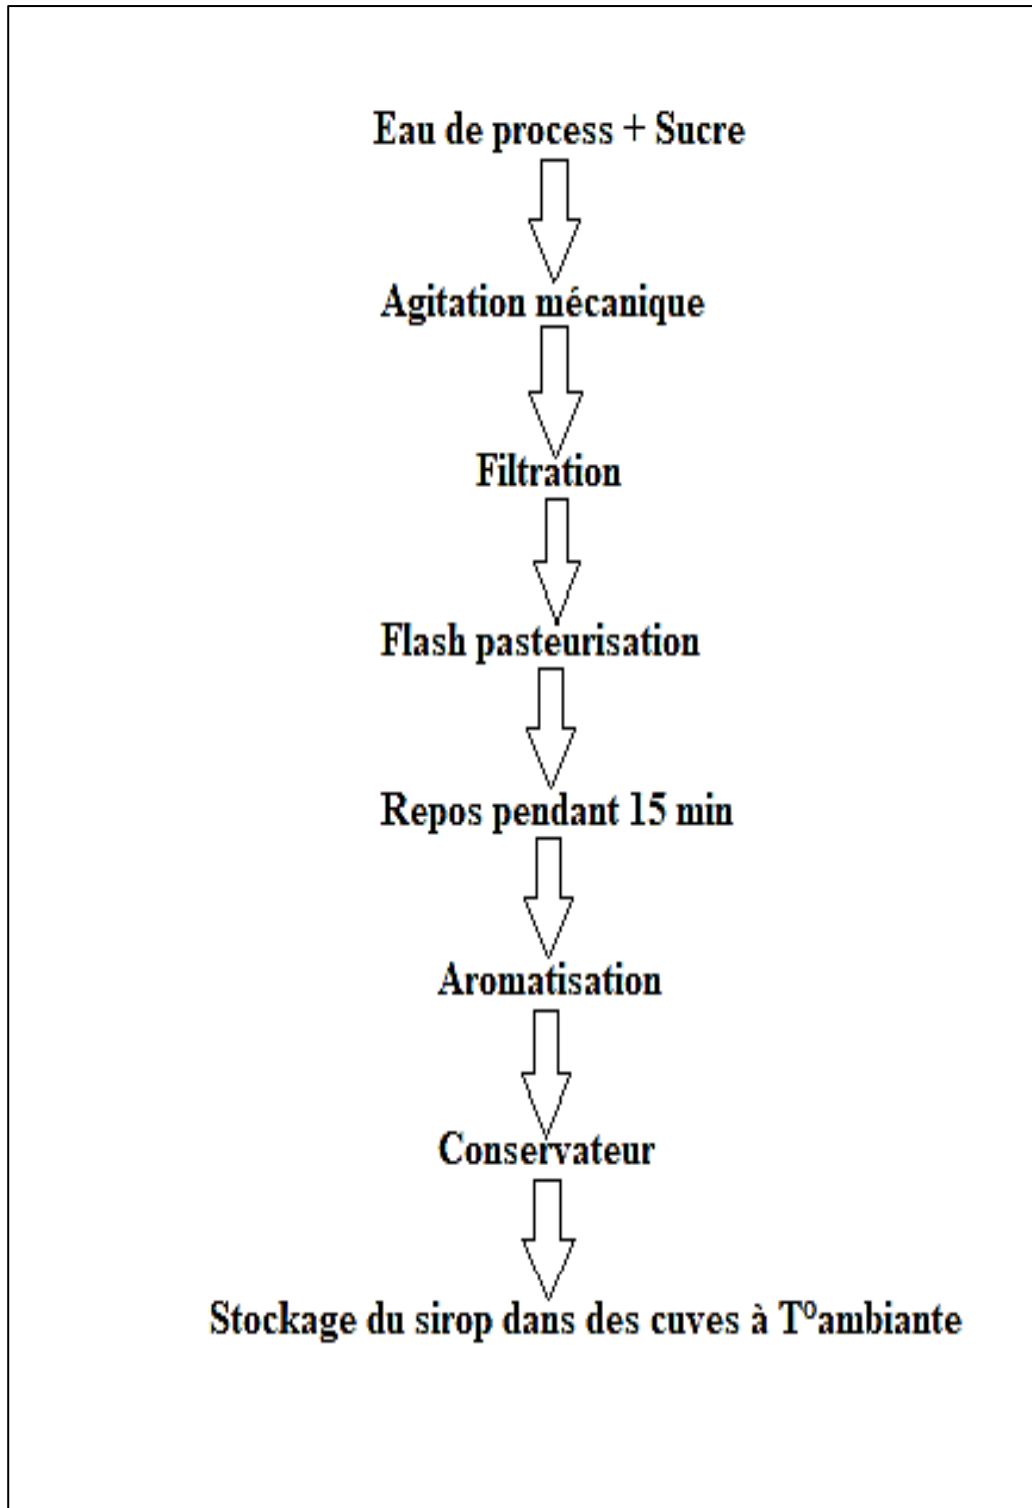 Eau de process + Sucre
Agitation mécanique
Filtration
Flash pasteurisation
Repos pendant 15 min
Aromatisation
Conservateur
Stockage du sirop dans des cuves à T°ambiante